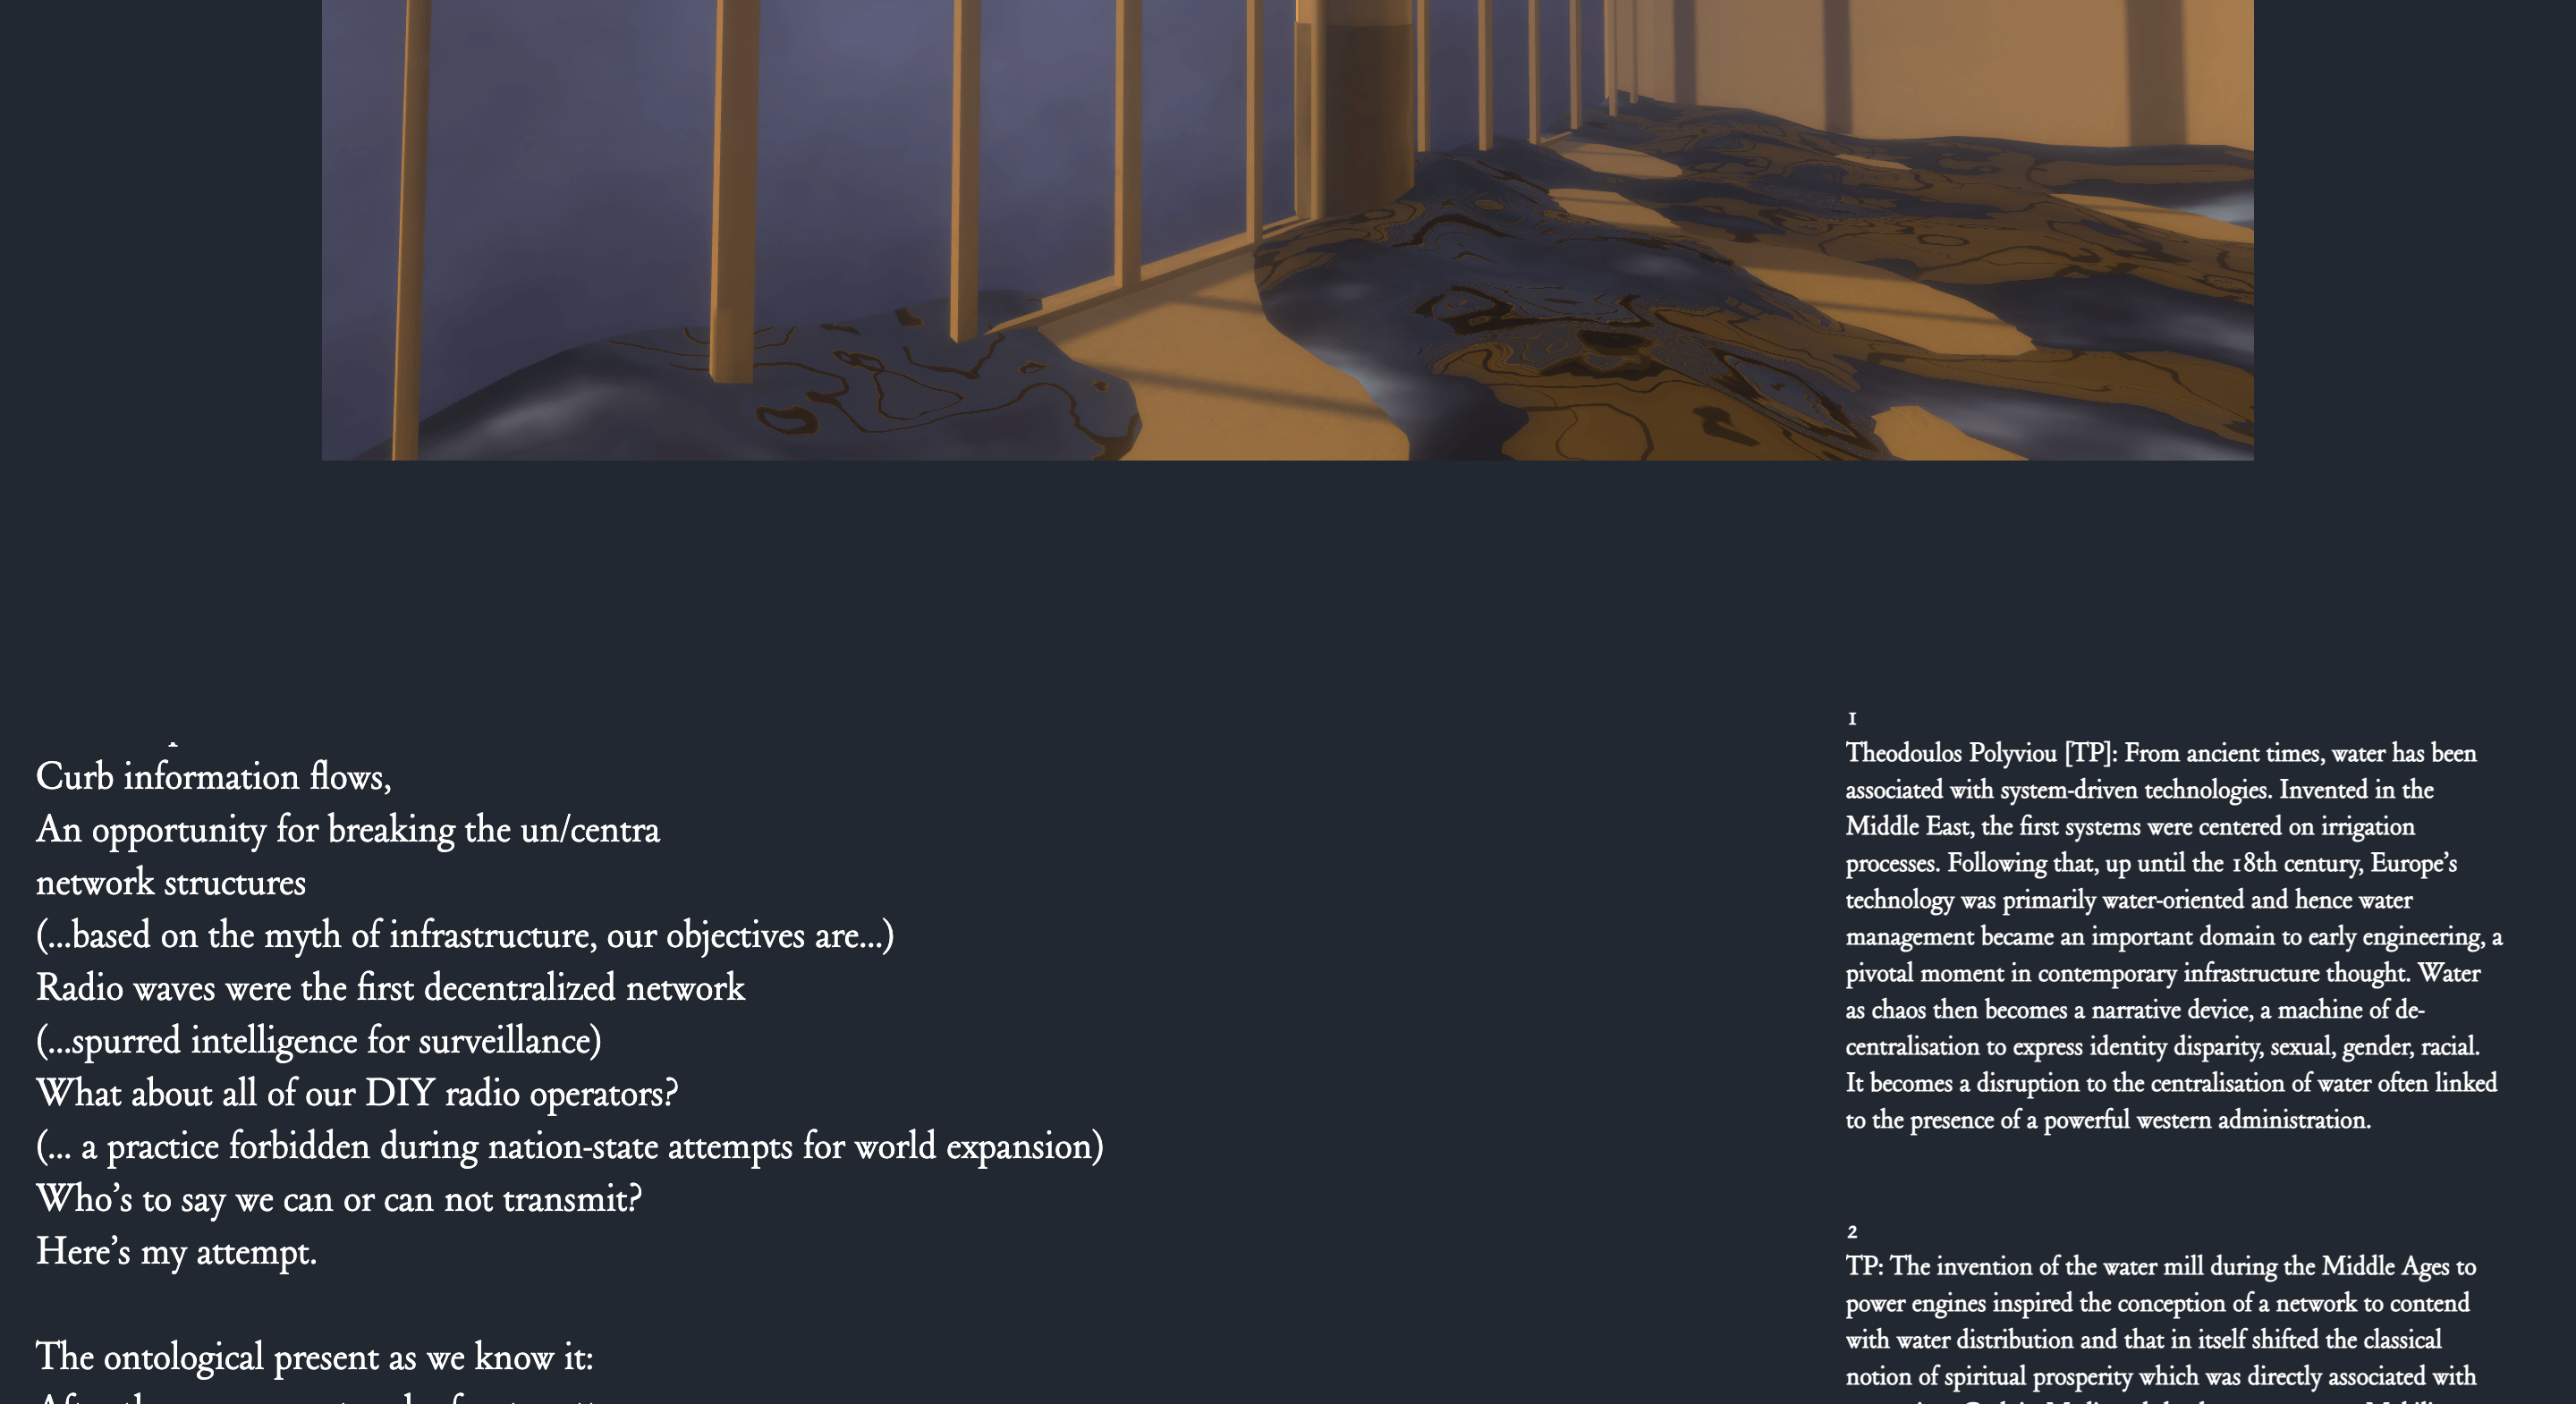 Curb information flows,
An opportunity for breaking the un/centra
network structures
(...based on the myth of infrastructure, our objectives are...)
Radio waves were the first decentralized network
(...spurred intelligence for surveillance)
What about all of our DIY radio operators?
(... a practice forbidden during nation-state attempts for world expansion)
Who's to say we can or can not transmit?
Here's my attempt.
The ontological present as we know it:
1
Theodoulos Polyviou [TP]: From ancient times, water has been
associated with system-driven technologies. Invented in the
Middle East, the first systems were centered on irrigation
processes. Following that, up until the 18th century, Europe's
technology was primarily water-oriented and hence water
management became an important domain to early engineering, a
pivotal moment in contemporary infrastructure thought. Water
as chaos then becomes a narrative device, a machine of de-
centralisation to express identity disparity, sexual, gender, racial.
It becomes a disruption to the centralisation of water often linked
to the presence of a powerful western administration.
2
TP: The invention of the water mill during the Middle Ages to
power engines inspired the conception of a network to contend
with water distribution and that in itself shifted the classical
notion of spiritual prosperity which was directly associated with